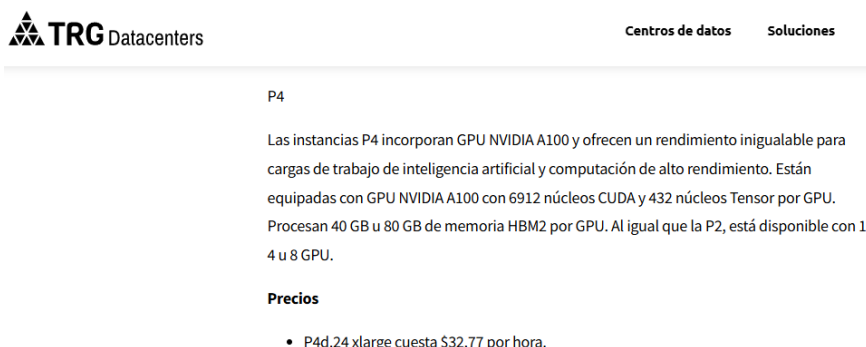 TRG Datacenters
Centros de datos Soluciones
P4
Las instancias P4 incorporan GPU NVIDIA A100 y ofrecen un rendimiento inigualable para
cargas de trabajo de inteligencia artificial y computación de alto rendimiento. Están
equipadas con GPU NVIDIA A100 con 6912 núcleos CUDA y 432 núcleos Tensor por GPU.
Procesan 40 GB u 80 GB de memoria HBM2 por GPU. Al igual que la P2, está disponible con 1
4 u 8 GPU.
Precios
• P4d.24 xlarge cuesta $32.77 por hora.